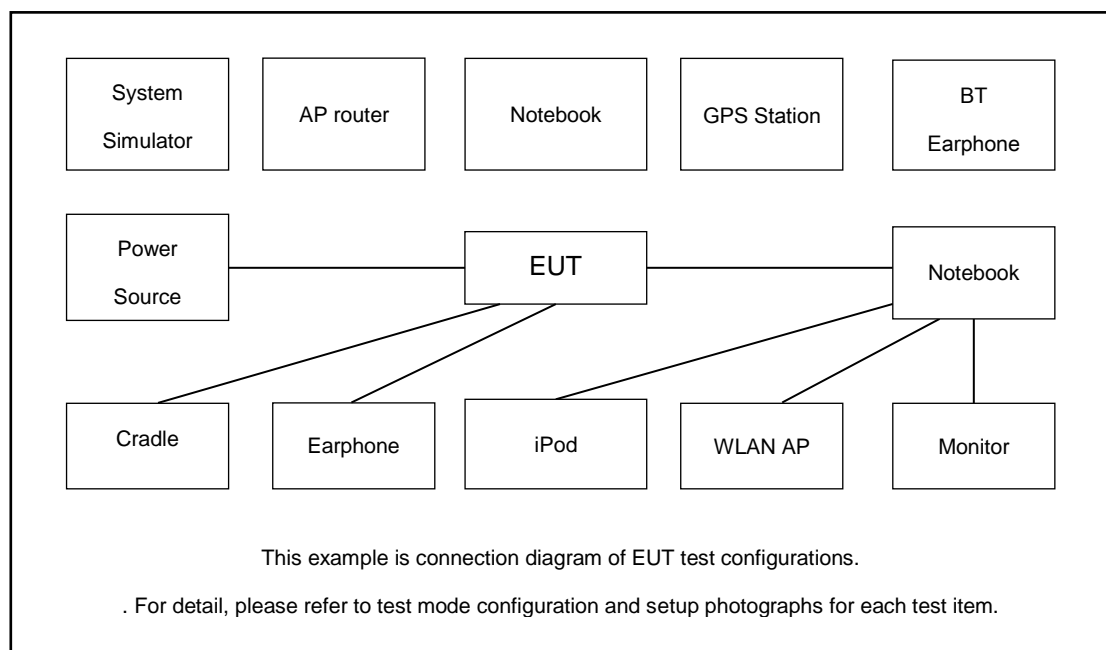 System
Simulator
AP router
Notebook
GPS Station
BT
Earphone
Power
Source
EUT
Notebook
Cradle
Earphone
iPod
WLAN AP
Monitor
This example is connection diagram of EUT test configurations.
. For detail, please refer to test mode configuration and setup photographs for each test item.